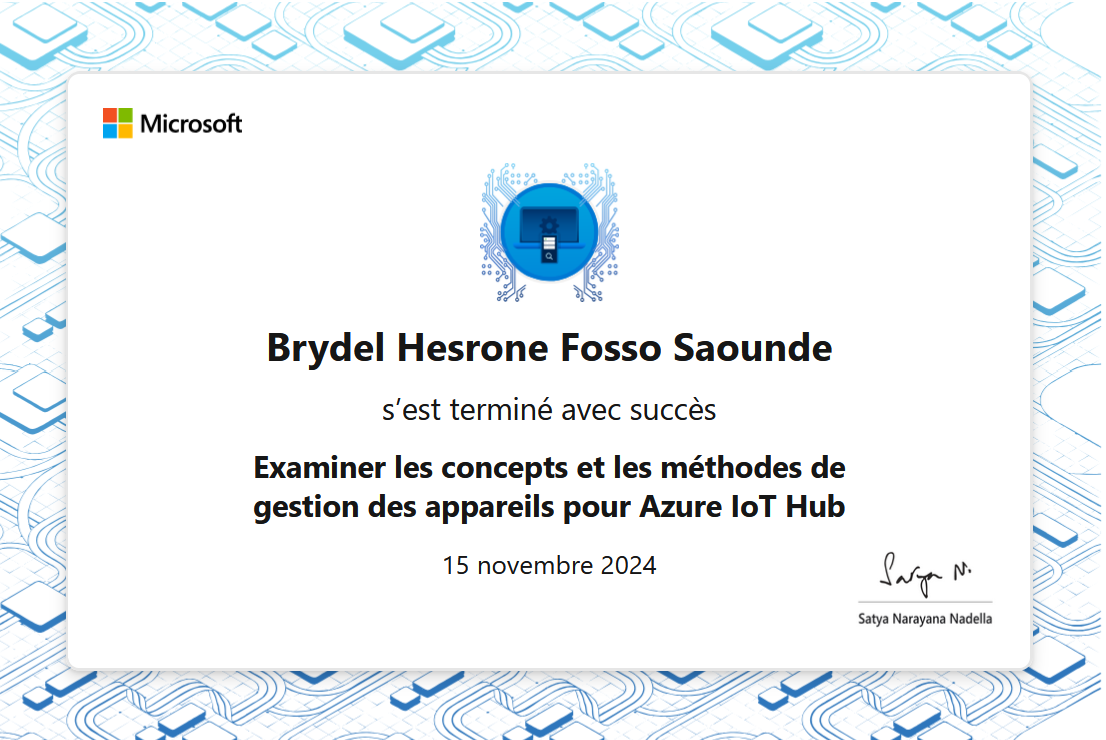 Microsoft
Brydel Hesrone Fosso Saounde
s’est terminé avec succès
Examiner les concepts et les méthodes de
gestion des appareils pour Azure IoT Hub
15 novembre 2024
Satya N.
Satya Narayana Nadella